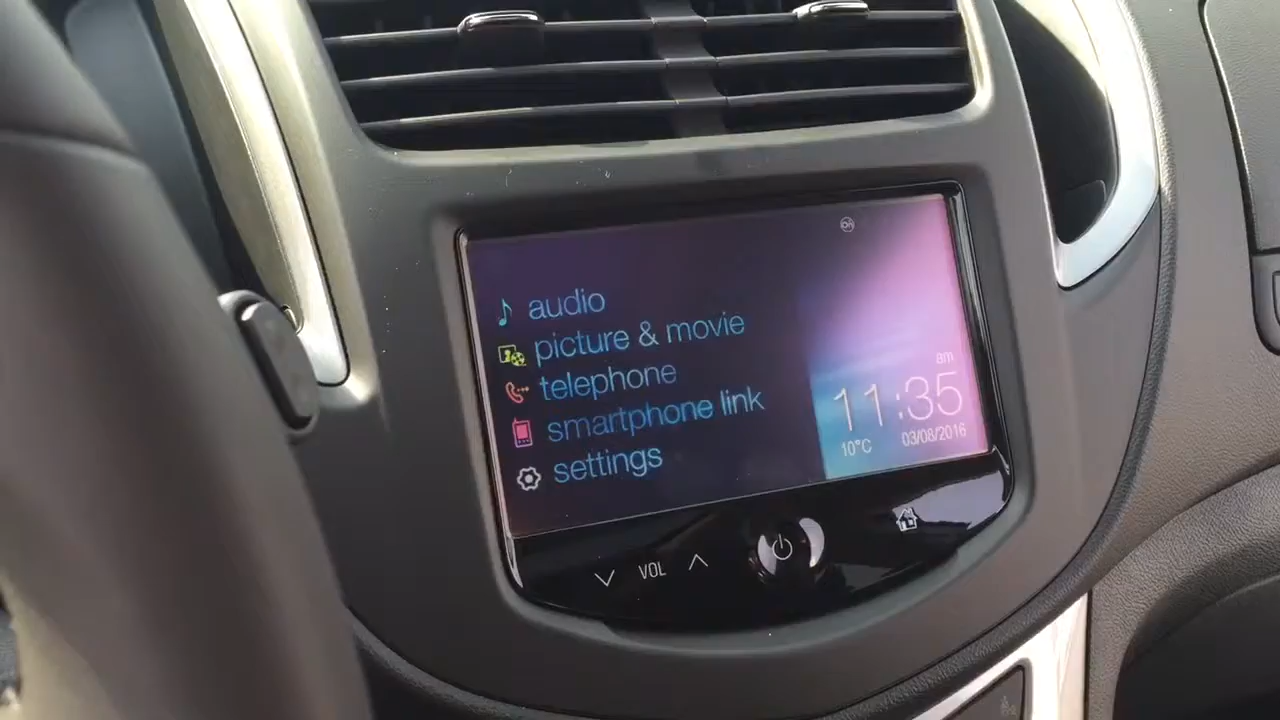 audio
picture & movie
telephone
smartphone link
settings
am
11:35
10°C 03/08/2016
VOL